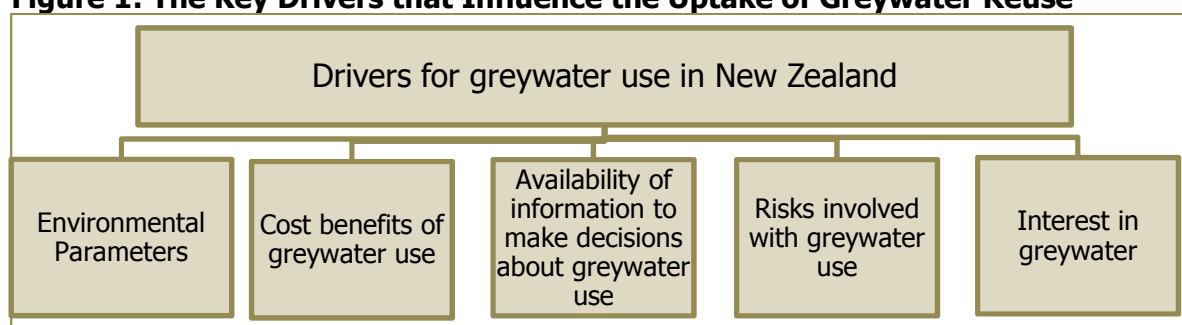 Figure 1: The Key Drivers that Influence the Uptake of Greywater Reuse
Drivers for greywater use in New Zealand
Environmental
Parameters
Cost benefits of
greywater use
Availability of
information to
make decisions
about greywater
use
Risks involved
with greywater
use
Interest in
greywater